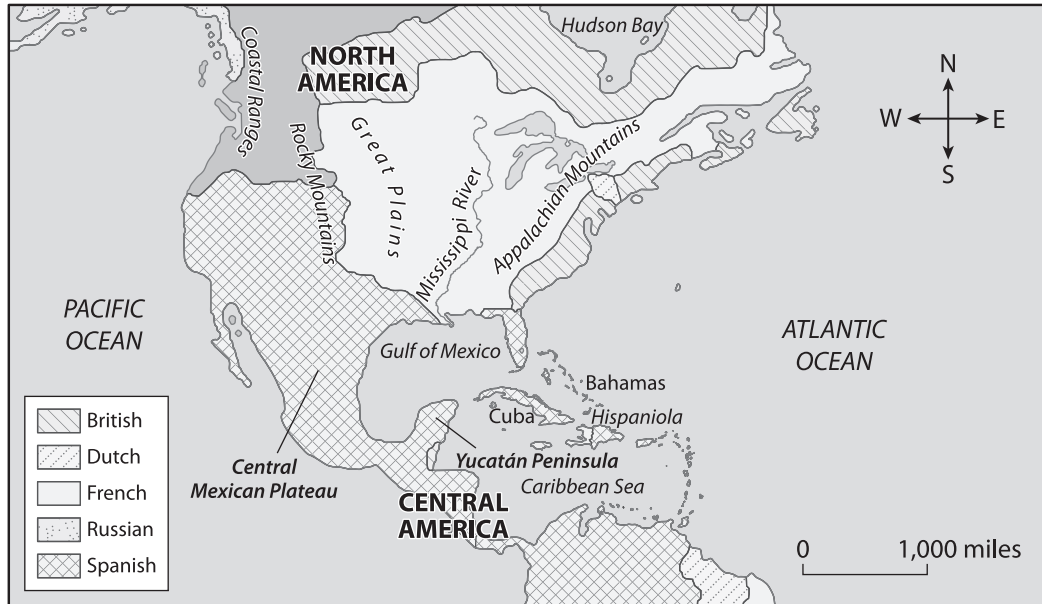 Hudson Bay
Coastal Ranges
NORTH
AMERICA
N
W
E
S
Rocky Mountains
Great Plains
Mississippi River
Appalachian Mountains
PACIFIC
OCEAN
ATLANTIC
OCEAN
Gulf of Mexico
Bahamas
Cuba
Hispaniola
British
Dutch
French
Russian
Spanish
Central
Mexican Plateau
Yucatán Peninsula
Caribbean Sea
CENTRAL
AMERICA
0
1,000 miles